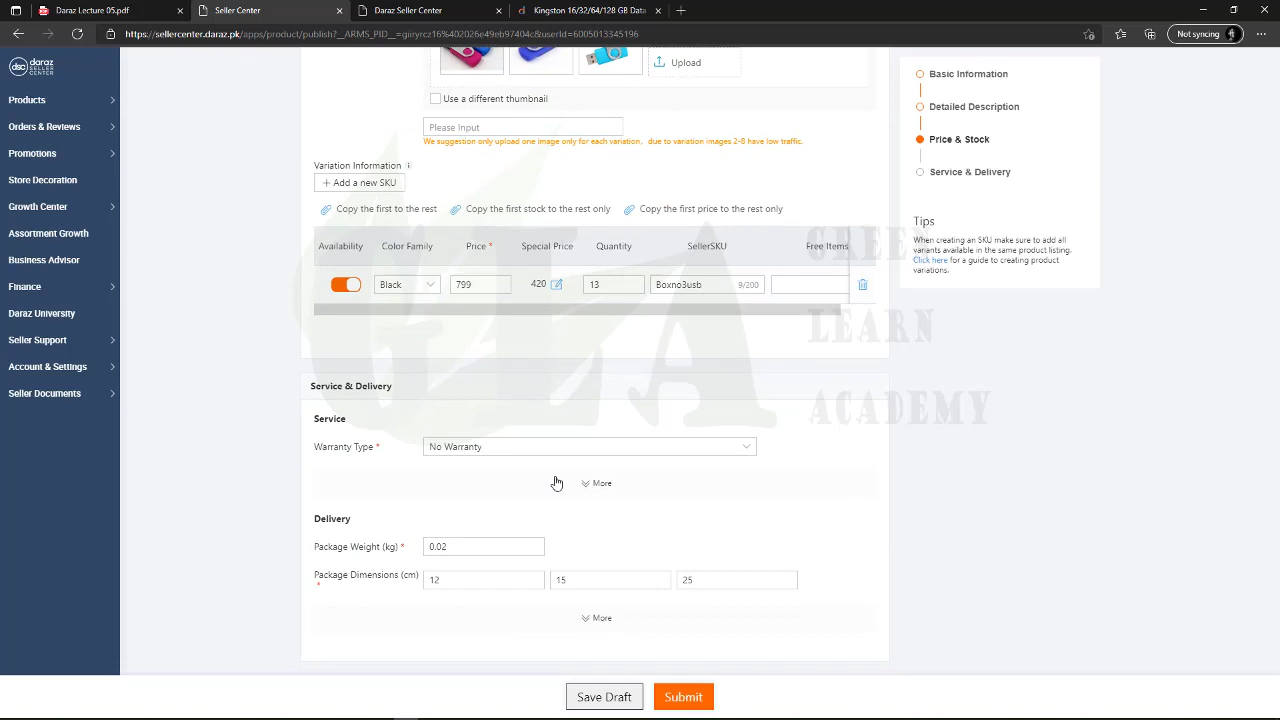 Daraz Lecture 05.pdf
Seller Center
Daraz Seller Center
Kingston 16/32/64/128 GB Data
https://sellercenter.daraz.pk/apps/product/publish?_ARMS_PID_=giirycz16%402026e49eb97404c&userId=6005013345196
Not syncing
dsc daraz SELLER CENTER
Products
Orders & Reviews
Promotions
Store Decoration
Growth Center
Assortment Growth
Business Advisor
Finance
Daraz University
Seller Support
Account & Settings
Seller Documents
Upload
Use a different thumbnail
Please Input
We suggestion only upload one image only for each variation, due to variation images 2-8 have low traffic.
Variation Information
+ Add a new SKU
Copy the first to the rest Copy the first stock to the rest only Copy the first price to the rest only
Availability Color Family Price * Special Price Quantity SellerSKU Free Items
Black 799 420 13 Boxno3usb 9/200
Service & Delivery
Service
Warranty Type * No Warranty
More
Delivery
Package Weight (kg) * 0.02
Package Dimensions (cm) * 12 15 25
More
Save Draft Submit
Basic Information
Detailed Description
Price & Stock
Service & Delivery
Tips
When creating an SKU make sure to add all
variants available in the same product listing.
Click here for a guide to creating product
variations.
GLA
GREEN
LEARN
ACADEMY